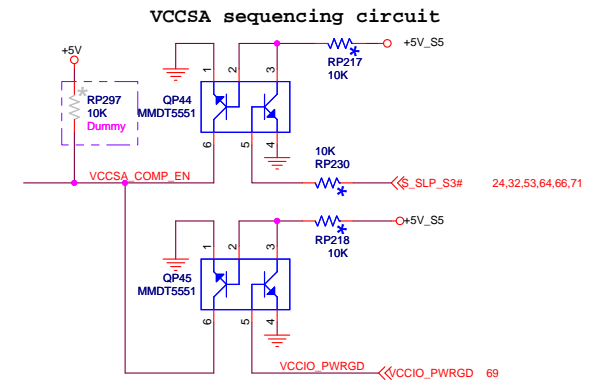 VCCSA sequencing circuit
+5V
+5V_S5
RP217
10K
1
2
3
RP297
10K
Dummy
QP44
MMDT5551
6
5
4
10K
RP230
VCCSA_COMP_EN
S_SLP_S3# 24,32,53,64,66,71
+5V_S5
RP218
10K
1
2
3
QP45
MMDT5551
6
5
4
VCCIO_PWRGD
VCCIO_PWRGD 69